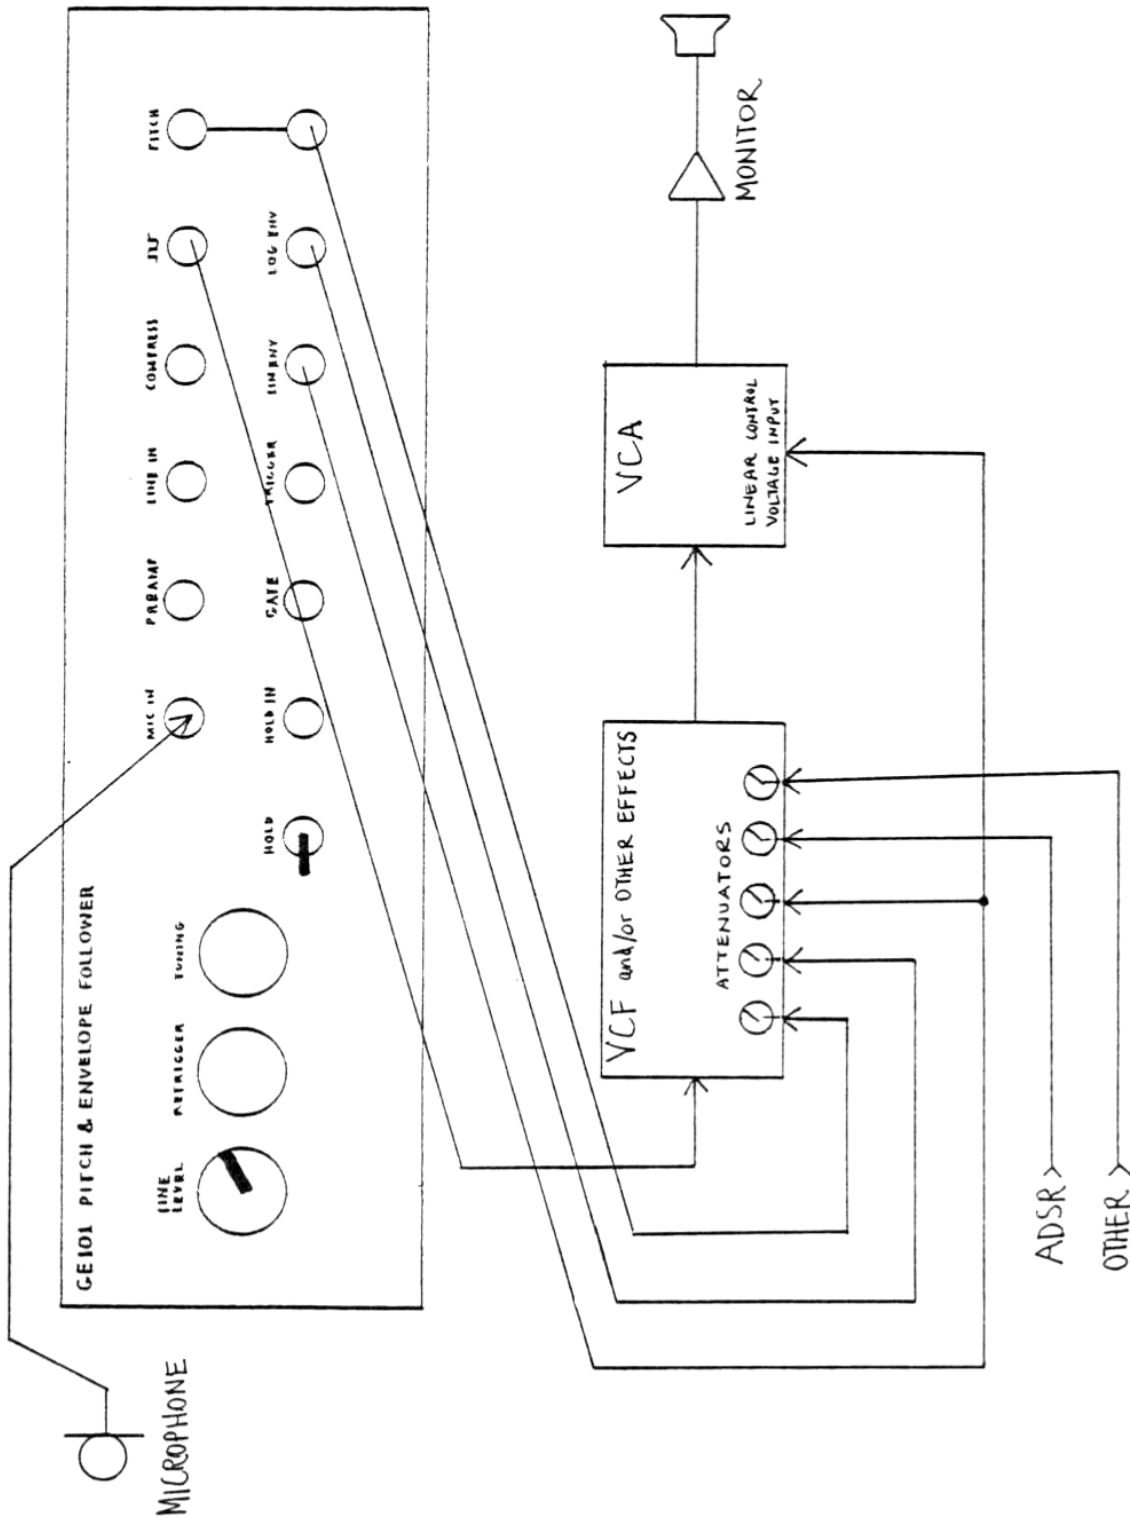 GE101 PITCH & ENVELOPE FOLLOWER
LINE
LEVEL
RETRIGGER
TUNING
HOLD
MIC IN
PREAMP
LINE IN
COMPRESS
PITCH
HOLD IN
GATE
TRIGGER
LIN ENV
LOG ENV
MICROPHONE
VCF and/or OTHER EFFECTS
ATTENUATORS
VCA
LINEAR CONTROL
VOLTAGE INPUT
MONITOR
ADSR
OTHER